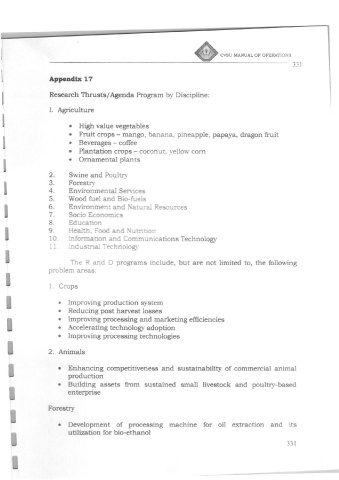 CvSU MANUAL OF OPERATIONS
331
Appendix 17
Research Thrusts/Agenda Program by Discipline:
1. Agriculture
• High value vegetables
• Fruit crops – mango, banana, pineapple, papaya, dragon fruit
• Beverages – coffee
• Plantation crops – coconut, yellow corn
• Ornamental plants
2. Swine and Poultry
3. Forestry
4. Environmental Services
5. Wood fuel and Bio-fuels
6. Environment and Natural Resources
7. Socio Economics
8. Education
9. Health, Food and Nutrition
10. Information and Communications Technology
11. Industrial Technology
The R and D programs include, but are not limited to, the following
problem areas:
1. Crops
• Improving production system
• Reducing post harvest losses
• Improving processing and marketing efficiencies
• Accelerating technology adoption
• Improving processing technologies
2. Animals
• Enhancing competitiveness and sustainability of commercial animal
production
• Building assets from sustained small livestock and poultry-based
enterprise
Forestry
• Development of processing machine for oil extraction and its
utilization for bio-ethanol
331